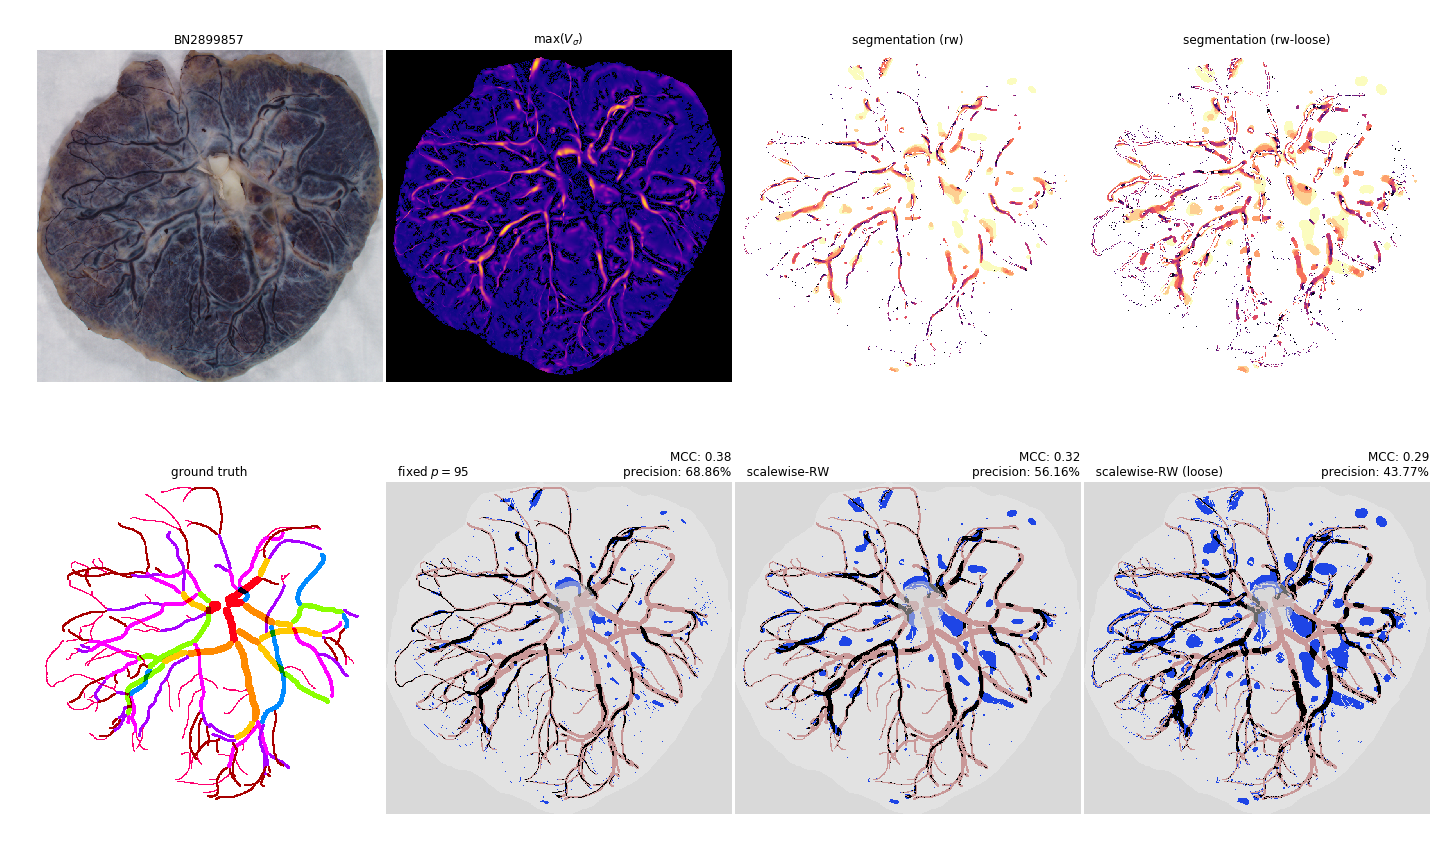 BN2899857
max(Vσ)
segmentation (rw)
segmentation (rw-loose)
ground truth
fixed p = 95
MCC: 0.38
precision: 68.86%
scalewise-RW
MCC: 0.32
precision: 56.16%
scalewise-RW (loose)
MCC: 0.29
precision: 43.77%